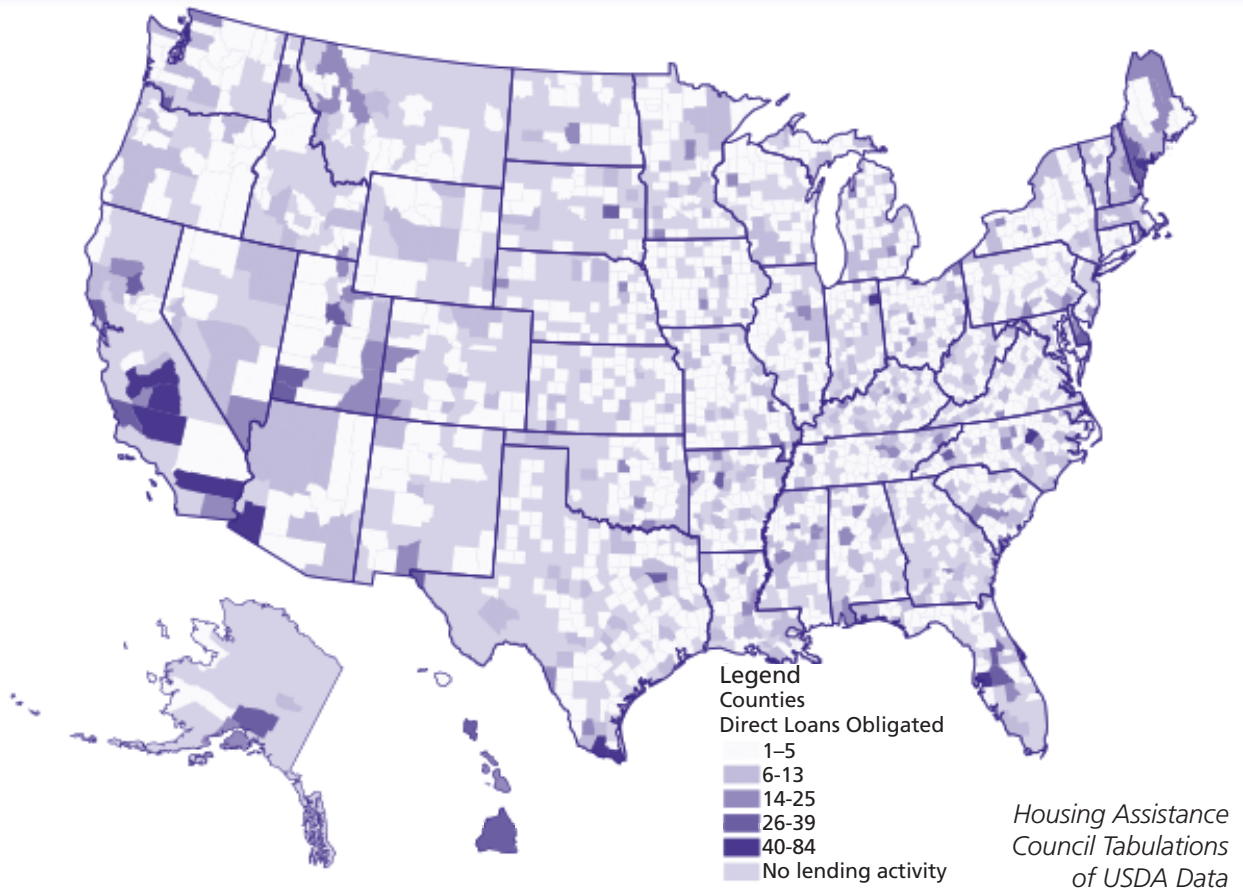 Legend
Counties
Direct Loans Obligated
1–5
6-13
14-25
26-39
40-84
No lending activity
Housing Assistance
Council Tabulations
of USDA Data